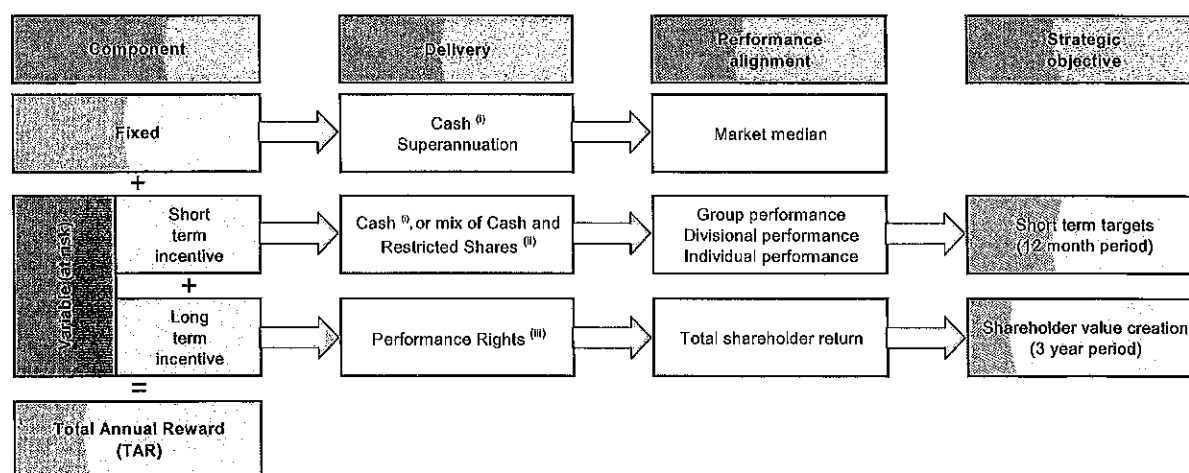 Component
Delivery
Performance
alignment
Strategic
objective
Fixed
Cash (i)
Superannuation
Market median
+
Variable (at risk)
Short
term
incentive
Cash (i), or mix of Cash and
Restricted Shares (ii)
Group performance
Divisional performance
Individual performance
Short term targets
(12 month period)
+
Long
term
incentive
Performance Rights (iii)
Total shareholder return
Shareholder value creation
(3 year period)
=
Total Annual Reward
(TAR)